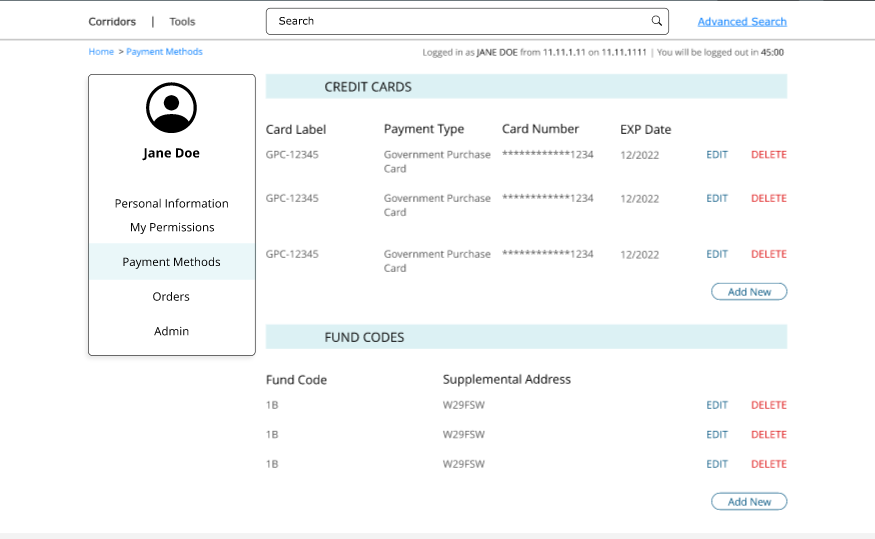 Corridors | Tools Search Advanced Search
Home > Payment Methods Logged in as JANE DOE from 11.11.1.11 on 11.11.1111 | You will be logged out in 45:00
Jane Doe
Personal Information
My Permissions
Payment Methods
Orders
Admin
CREDIT CARDS
Card Label Payment Type Card Number EXP Date
GPC-12345 Government Purchase ************1234 12/2022 EDIT DELETE
Card
GPC-12345 Government Purchase ************1234 12/2022 EDIT DELETE
Card
GPC-12345 Government Purchase ************1234 12/2022 EDIT DELETE
Card
Add New
FUND CODES
Fund Code Supplemental Address
1B W29FSW EDIT DELETE
1B W29FSW EDIT DELETE
1B W29FSW EDIT DELETE
Add New